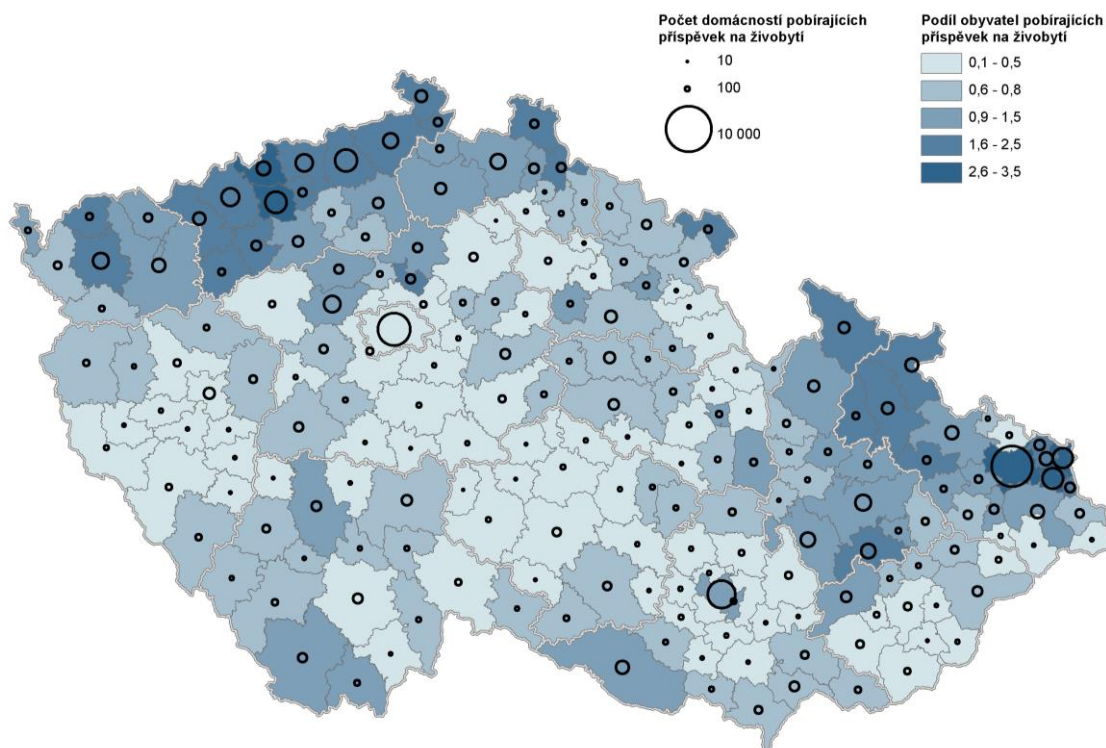 Počet domácností pobírajících
příspěvek na živobytí
10
100
10 000
Podíl obyvatel pobírajících
příspěvek na živobytí
0,1 - 0,5
0,6 - 0,8
0,9 - 1,5
1,6 - 2,5
2,6 - 3,5